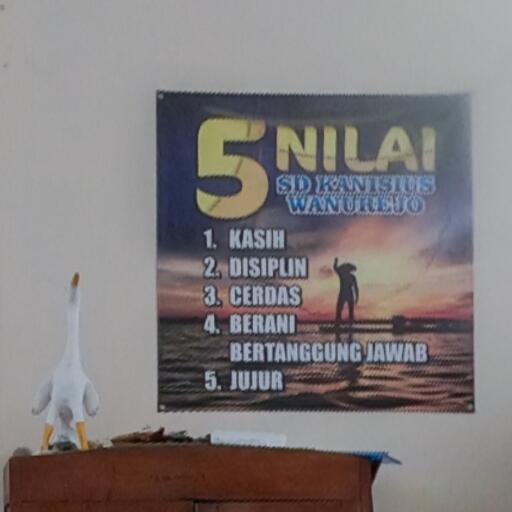 5 NILAI
SD KANISIUS
WANUREJO
1. KASIH
2. DISIPLIN
3. CERDAS
4. BERANI
BERTANGGUNG JAWAB
5. JUJUR